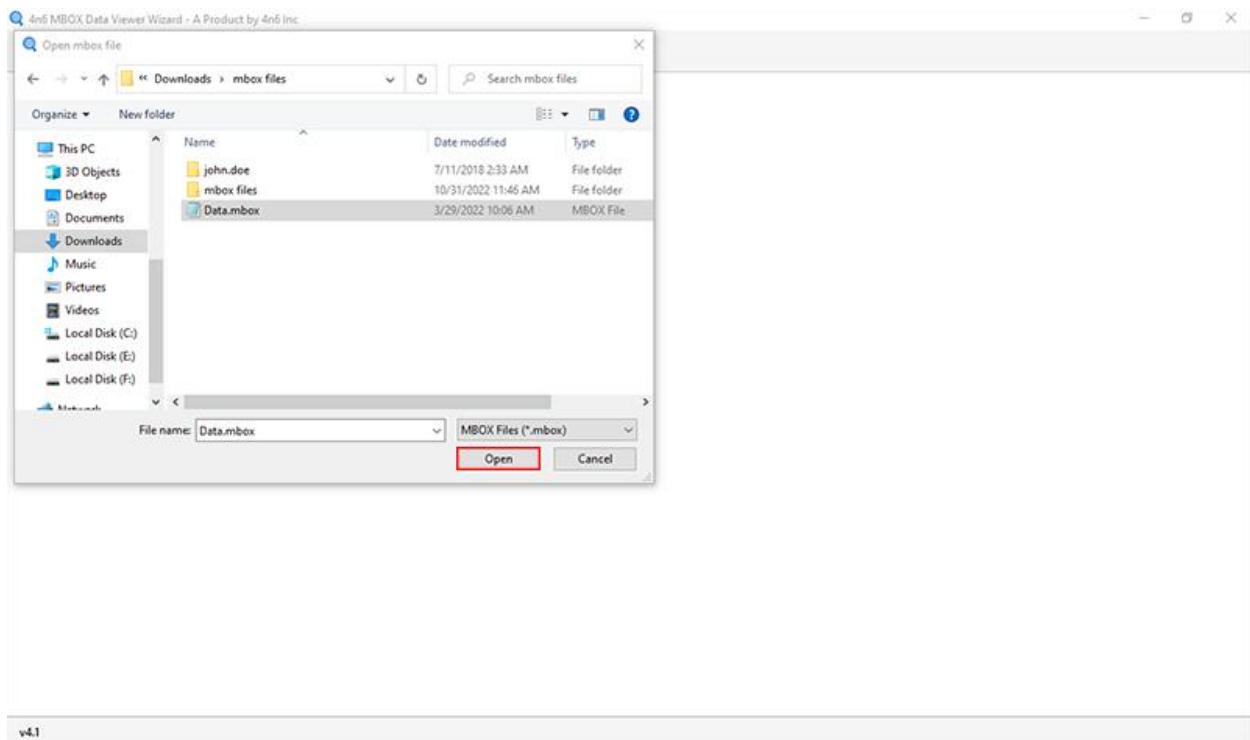 4n6 MBOX Data Viewer Wizard - A Product by 4n6 Inc
Open mbox file
« Downloads › mbox files
Search mbox files
Organize
New folder
Name Date modified Type
This PC
3D Objects
Desktop
Documents
Downloads
Music
Pictures
Videos
Local Disk (C:)
Local Disk (E:)
Local Disk (F:)
Network
john.doe 7/11/2018 2:33 AM File folder
mbox files 10/31/2022 11:46 AM File folder
Data.mbox 3/29/2022 10:06 AM MBOX File
File name: Data.mbox MBOX Files (*.mbox)
Open Cancel
v4.1